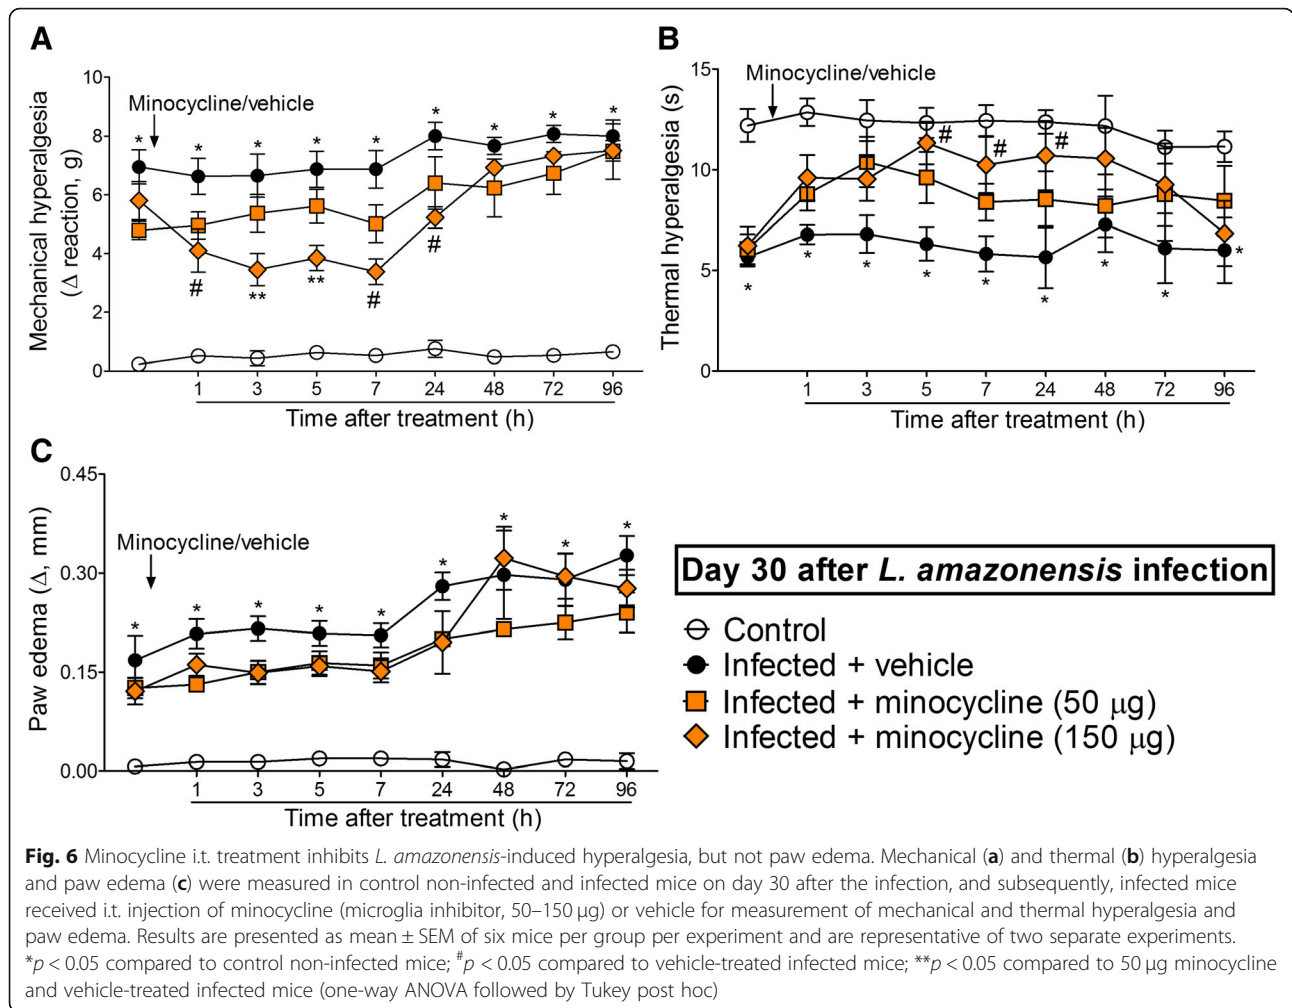 A
Mechanical hyperalgesia
(Δ reaction, g)
10
8
6
4
2
0
Minocycline/vehicle
* * * * * * * * *
# ** ** # #
1 3 5 7 24 48 72 96
Time after treatment (h)
B
Thermal hyperalgesia (s)
15
10
5
0
Minocycline/vehicle
# # #
* * * * * * * * *
1 3 5 7 24 48 72 96
Time after treatment (h)
C
Paw edema (Δ, mm)
0.45
0.30
0.15
0.00
Minocycline/vehicle
* * * * * * * * *
1 3 5 7 24 48 72 96
Time after treatment (h)
Day 30 after L. amazonensis infection
Control
Infected + vehicle
Infected + minocycline (50 μg)
Infected + minocycline (150 μg)
Fig. 6 Minocycline i.t. treatment inhibits L. amazonensis-induced hyperalgesia, but not paw edema. Mechanical (a) and thermal (b) hyperalgesia
and paw edema (c) were measured in control non-infected and infected mice on day 30 after the infection, and subsequently, infected mice
received i.t. injection of minocycline (microglia inhibitor, 50–150 μg) or vehicle for measurement of mechanical and thermal hyperalgesia and
paw edema. Results are presented as mean ± SEM of six mice per group per experiment and are representative of two separate experiments.
*p < 0.05 compared to control non-infected mice; #p < 0.05 compared to vehicle-treated infected mice; **p < 0.05 compared to 50 μg minocycline
and vehicle-treated infected mice (one-way ANOVA followed by Tukey post hoc)